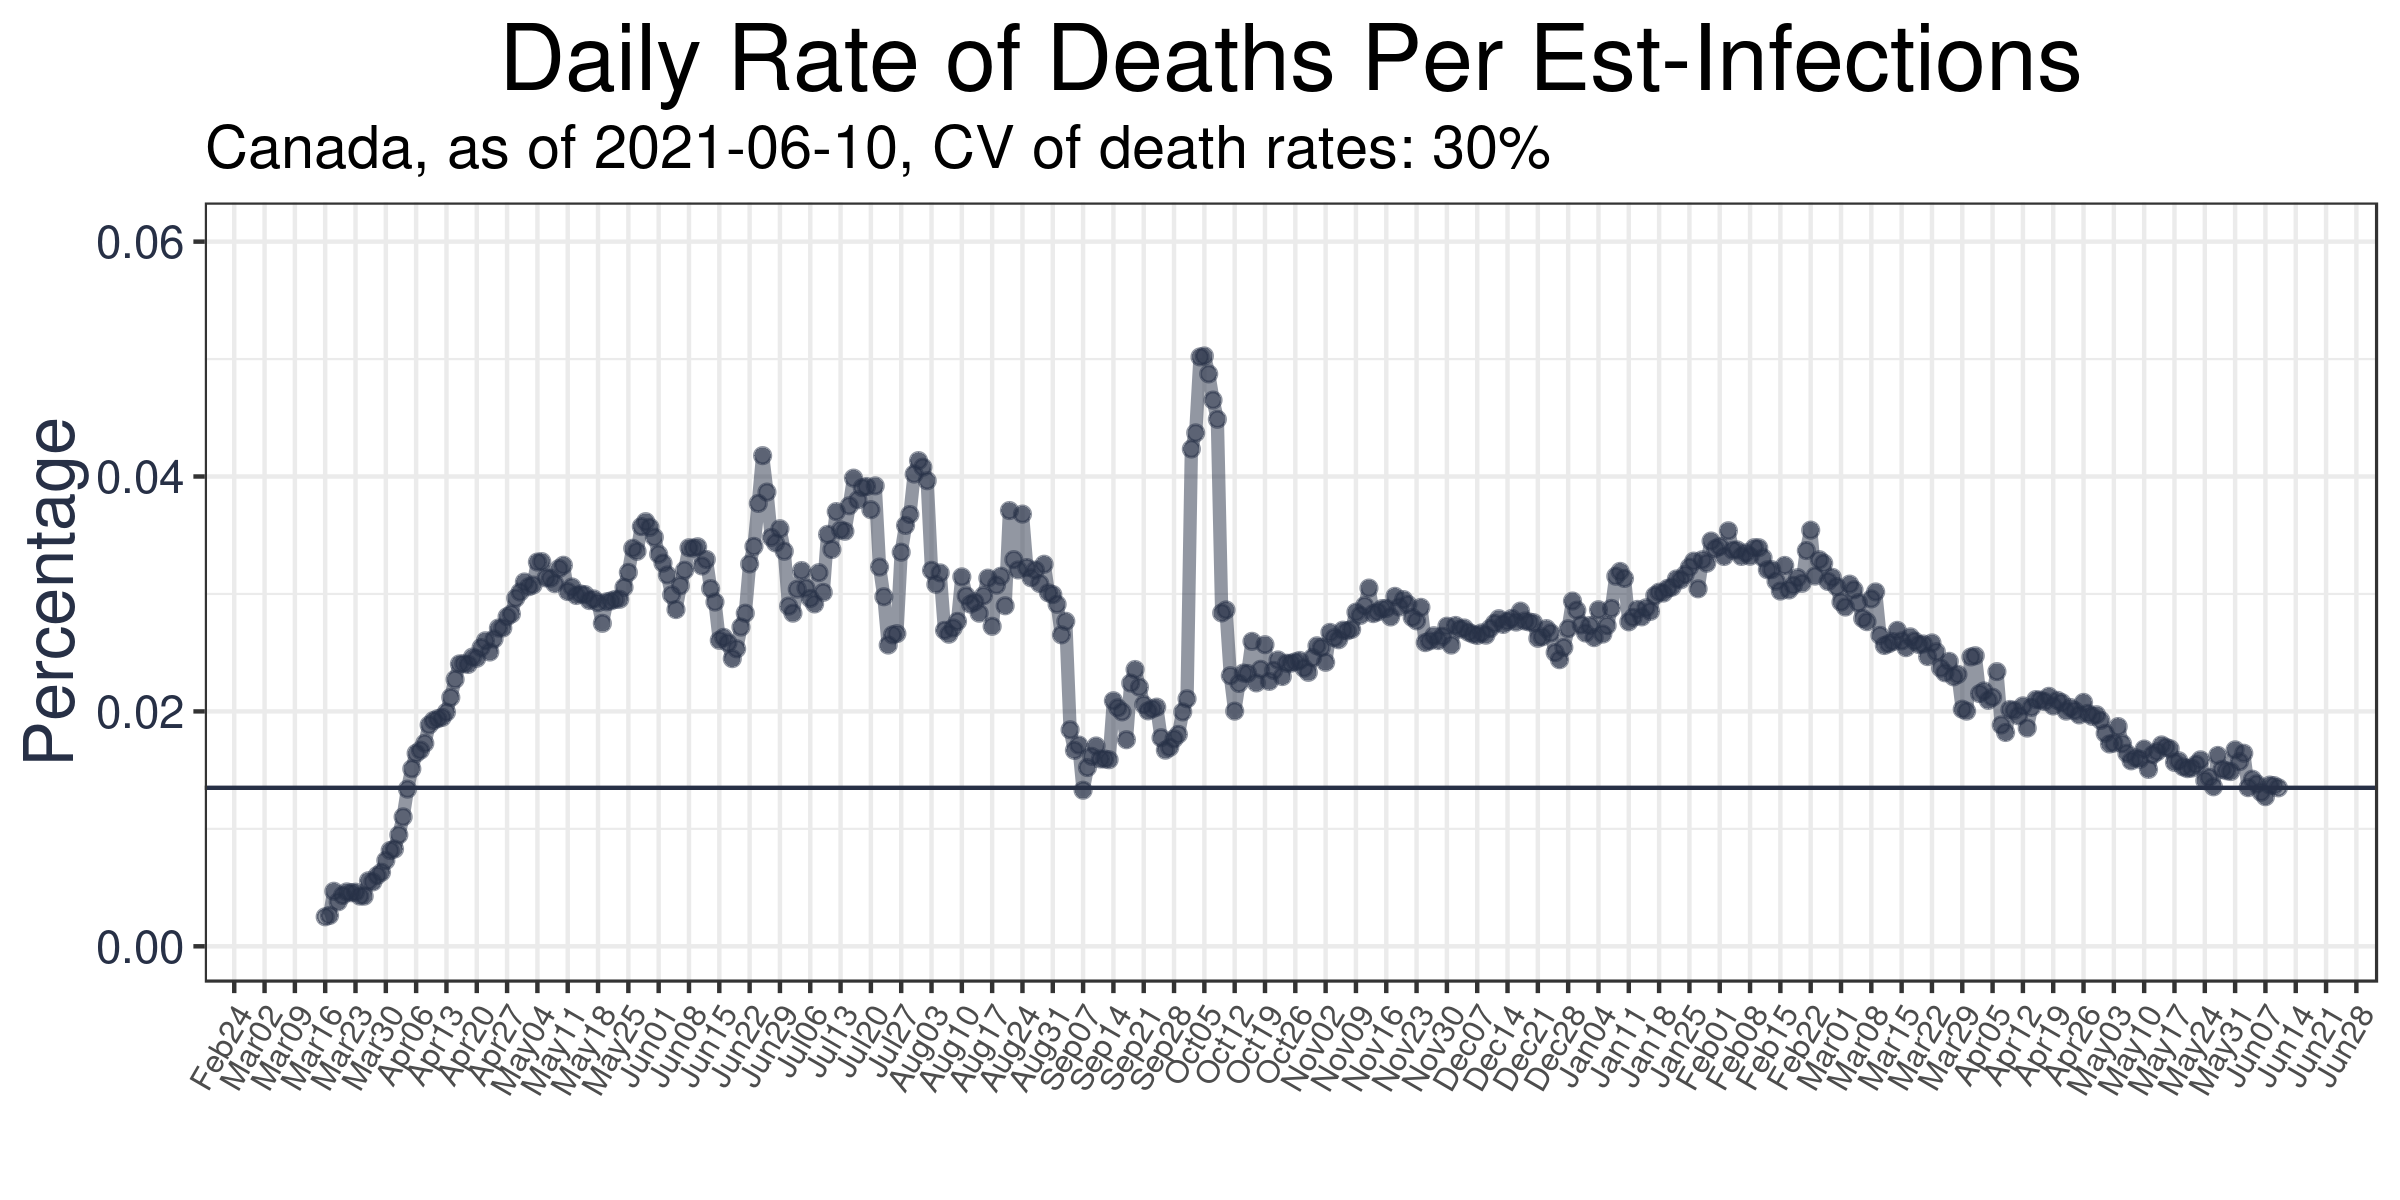 Daily Rate of Deaths Per Est-Infections
Canada, as of 2021-06-10, CV of death rates: 30%
Percentage
0.06
0.04
0.02
0.00
Feb24
Mar02
Mar09
Mar16
Mar23
Mar30
Apr06
Apr13
Apr20
Apr27
May04
May11
May18
May25
Jun01
Jun08
Jun15
Jun22
Jun29
Jul06
Jul13
Jul20
Jul27
Aug03
Aug10
Aug17
Aug24
Aug31
Sep07
Sep14
Sep21
Sep28
Oct05
Oct12
Oct19
Oct26
Nov02
Nov09
Nov16
Nov23
Nov30
Dec07
Dec14
Dec21
Dec28
Jan04
Jan11
Jan18
Jan25
Feb01
Feb08
Feb15
Feb22
Mar01
Mar08
Mar15
Mar22
Mar29
Apr05
Apr12
Apr19
Apr26
May03
May10
May17
May24
May31
Jun07
Jun14
Jun21
Jun28